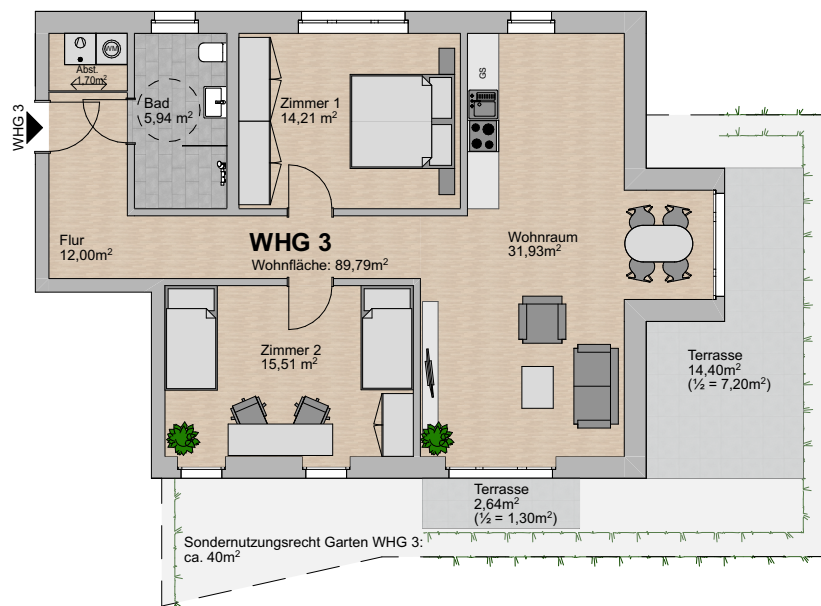 WHG 3
Abst.
1,70m²
WM
Bad
5,94 m²
Zimmer 1
14,21 m²
GS
Flur
12,00m²
WHG 3
Wohnfläche: 89,79m²
Wohnraum
31,93m²
Zimmer 2
15,51 m²
Terrasse
14,40m²
(½ = 7,20m²)
Terrasse
2,64m²
(½ = 1,30m²)
Sondernutzungsrecht Garten WHG 3:
ca. 40m²